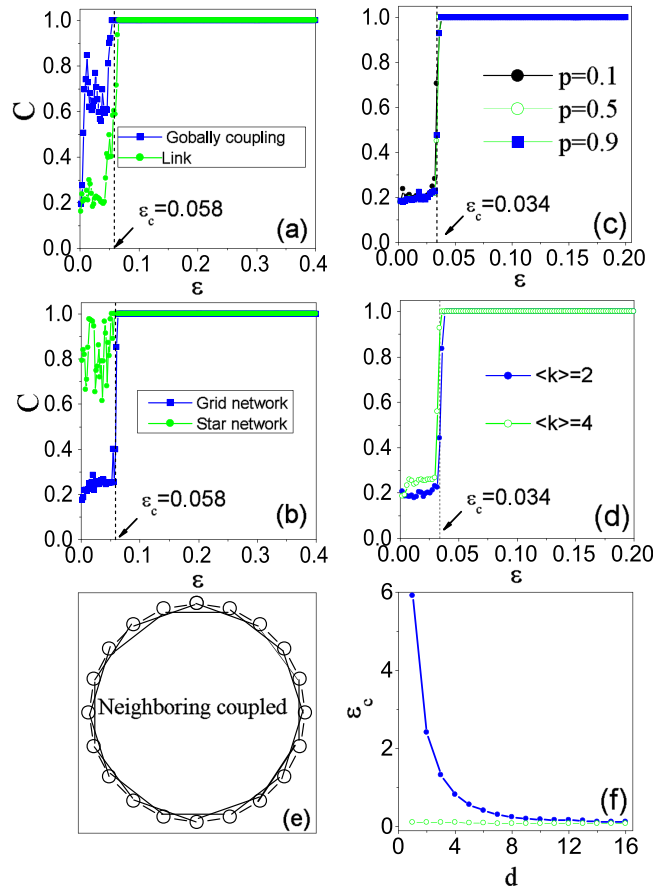 1.0
0.8
0.6
0.4
0.2
0.0
C
Gobally coupling
Link
εc=0.058
(a)
0.0 0.1 0.2 0.3 0.4
ε
1.0
0.8
0.6
0.4
0.2
0.0
p=0.1
p=0.5
p=0.9
εc=0.034
(c)
0.00 0.05 0.10 0.15 0.20
ε
1.0
0.8
0.6
0.4
0.2
0.0
C
Grid network
Star network
εc=0.058
(b)
0.0 0.1 0.2 0.3 0.4
ε
1.0
0.8
0.6
0.4
0.2
0.0
<k>=2
<k>=4
εc=0.034
(d)
0.00 0.05 0.10 0.15 0.20
ε
Neighboring coupled
(e)
6
4
2
0
εc
(f)
0 4 8 12 16
d